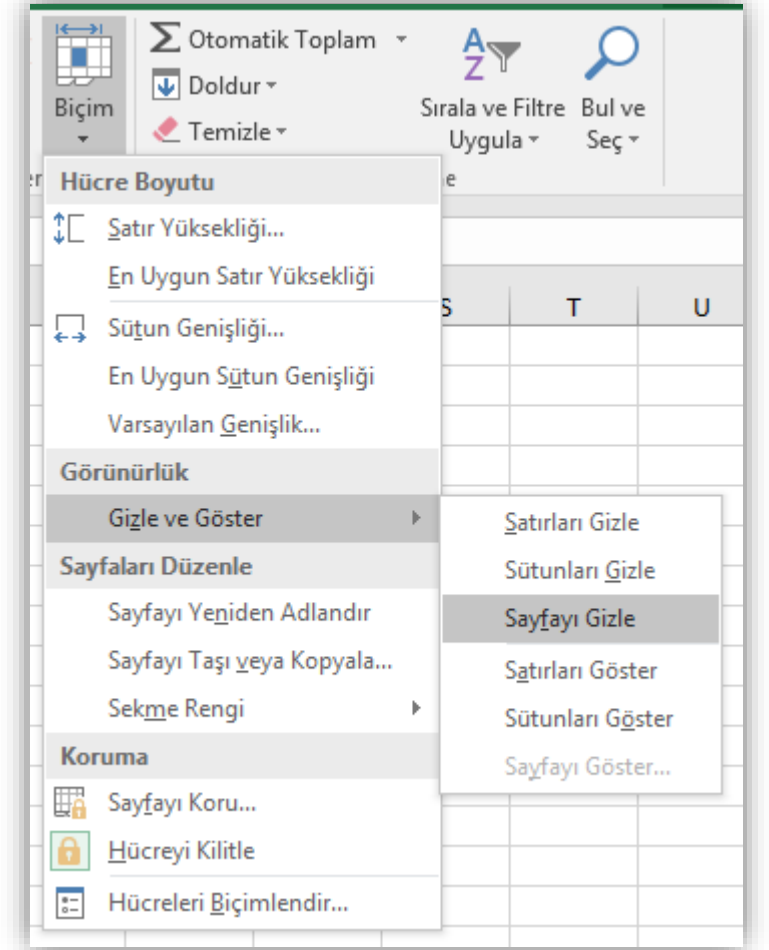 Biçim
Otomatik Toplam
Doldur
Temizle
Sırala ve Filtre
Uygula
Bul ve
Seç
er
e
Hücre Boyutu
Satır Yüksekliği...
En Uygun Satır Yüksekliği
Sütun Genişliği...
En Uygun Sütun Genişliği
Varsayılan Genişlik...
Görünürlük
Gizle ve Göster
Sayfaları Düzenle
Sayfayı Yeniden Adlandır
Sayfayı Taşı veya Kopyala...
Sekme Rengi
Koruma
Sayfayı Koru...
Hücreyi Kilitle
Hücreleri Biçimlendir...
S T U
Satırları Gizle
Sütunları Gizle
Sayfayı Gizle
Satırları Göster
Sütunları Göster
Sayfayı Göster...